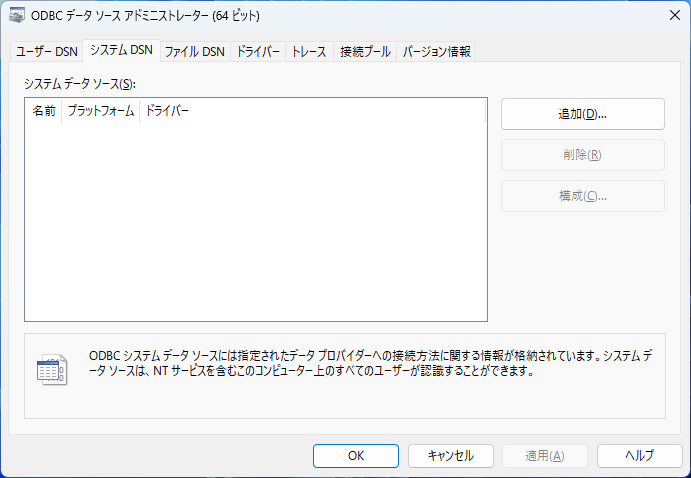 ODBC データ ソース アドミニストレーター (64 ビット)
ユーザー DSN システム DSN ファイル DSN ドライバー トレース 接続プール バージョン情報
システム データ ソース(S):
名前 プラットフォーム ドライバー
追加(D)...
削除(R)
構成(C)...
ODBC システム データ ソースには指定されたデータ プロバイダーへの接続方法に関する情報が格納されています。システム デ
ータ ソースは、NT サービスを含むこのコンピューター上のすべてのユーザーが認識することができます。
OK キャンセル 適用(A) ヘルプ